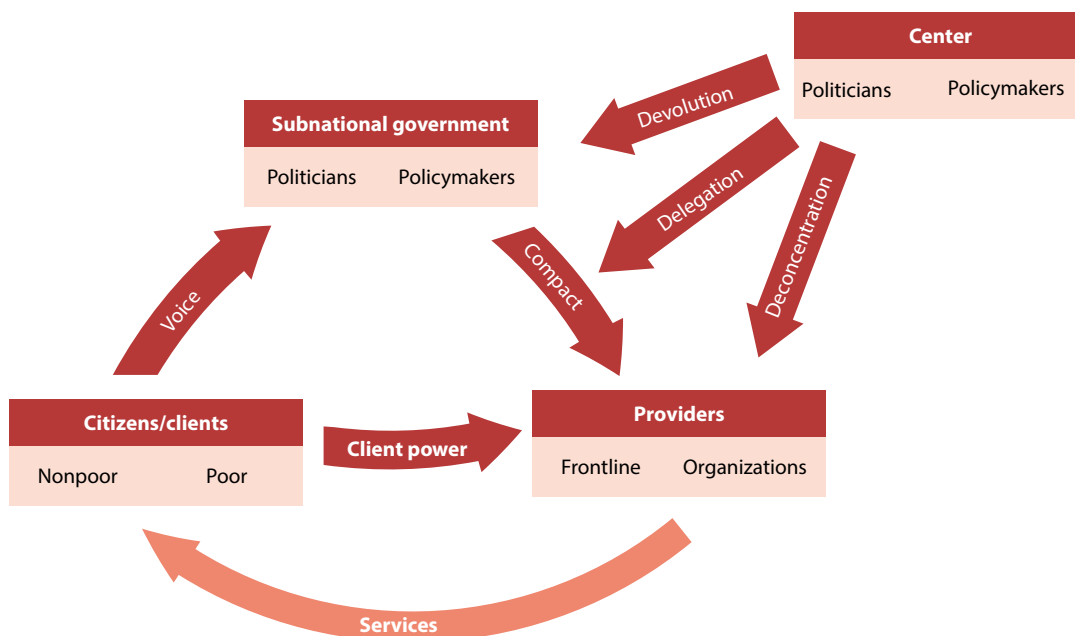 Center
Politicians Policymakers
Devolution
Subnational government
Politicians Policymakers
Delegation
Deconcentration
Compact
Voice
Citizens/clients
Nonpoor Poor
Client power
Providers
Frontline Organizations
Services